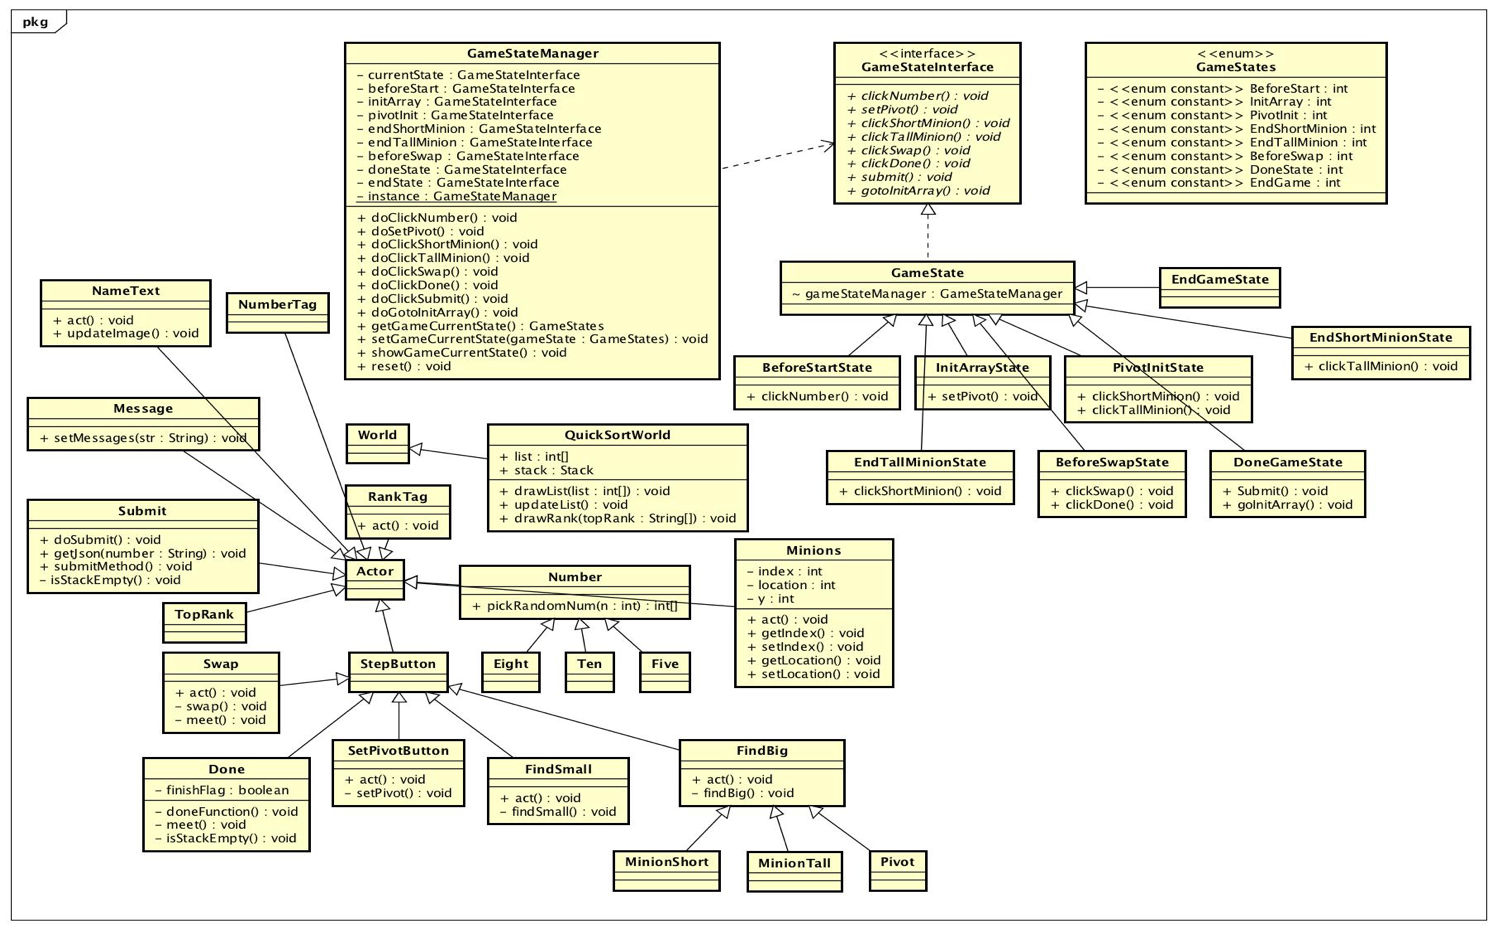 pkg
GameStateManager
- currentState : GameStateInterface
- beforeStart : GameStateInterface
- initArray : GameStateInterface
- pivotInit : GameStateInterface
- endShortMinion : GameStateInterface
- endTallMinion : GameStateInterface
- beforeSwap : GameStateInterface
- doneState : GameStateInterface
- endState : GameStateInterface
- instance : GameStateManager
+ doClickNumber() : void
+ doSetPivot() : void
+ doClickShortMinion() : void
+ doClickTallMinion() : void
+ doClickSwap() : void
+ doClickDone() : void
+ doClickSubmit() : void
+ doGotoInitArray() : void
+ getGameCurrentState() : GameStates
+ setGameCurrentState(gameState : GameStates) : void
+ showGameCurrentState() : void
+ reset() : void
<<interface>>
GameStateInterface
+ clickNumber() : void
+ setPivot() : void
+ clickShortMinion() : void
+ clickTallMinion() : void
+ clickSwap() : void
+ clickDone() : void
+ submit() : void
+ gotoInitArray() : void
<<enum>>
GameStates
- <<enum constant>> BeforeStart : int
- <<enum constant>> InitArray : int
- <<enum constant>> PivotInit : int
- <<enum constant>> EndShortMinion : int
- <<enum constant>> EndTallMinion : int
- <<enum constant>> BeforeSwap : int
- <<enum constant>> DoneState : int
- <<enum constant>> EndGame : int
GameState
~ gameStateManager : GameStateManager
EndGameState
EndShortMinionState
+ clickTallMinion() : void
BeforeStartState
+ clickNumber() : void
InitArrayState
+ setPivot() : void
PivotInitState
+ clickShortMinion() : void
+ clickTallMinion() : void
EndTallMinionState
+ clickShortMinion() : void
BeforeSwapState
+ clickSwap() : void
+ clickDone() : void
DoneGameState
+ Submit() : void
+ goInitArray() : void
NameText
+ act() : void
+ updateImage() : void
NumberTag
Message
+ setMessages(str : String) : void
World
QuickSortWorld
+ list : int[]
+ stack : Stack
+ drawList(list : int[]) : void
+ updateList() : void
+ drawRank(topRank : String[]) : void
RankTag
+ act() : void
Submit
+ doSubmit() : void
+ getJson(number : String) : void
+ submitMethod() : void
- isStackEmpty() : void
Actor
Number
+ pickRandomNum(n : int) : int[]
Minions
- index : int
- location : int
- y : int
+ act() : void
+ getIndex() : void
+ setIndex() : void
+ getLocation() : void
+ setLocation() : void
TopRank
Swap
+ act() : void
- swap() : void
- meet() : void
StepButton
Eight
Ten
Five
Done
- finishFlag : boolean
- doneFunction() : void
- meet() : void
- isStackEmpty() : void
SetPivotButton
+ act() : void
- setPivot() : void
FindSmall
+ act() : void
- findSmall() : void
FindBig
+ act() : void
- findBig() : void
MinionShort
MinionTall
Pivot